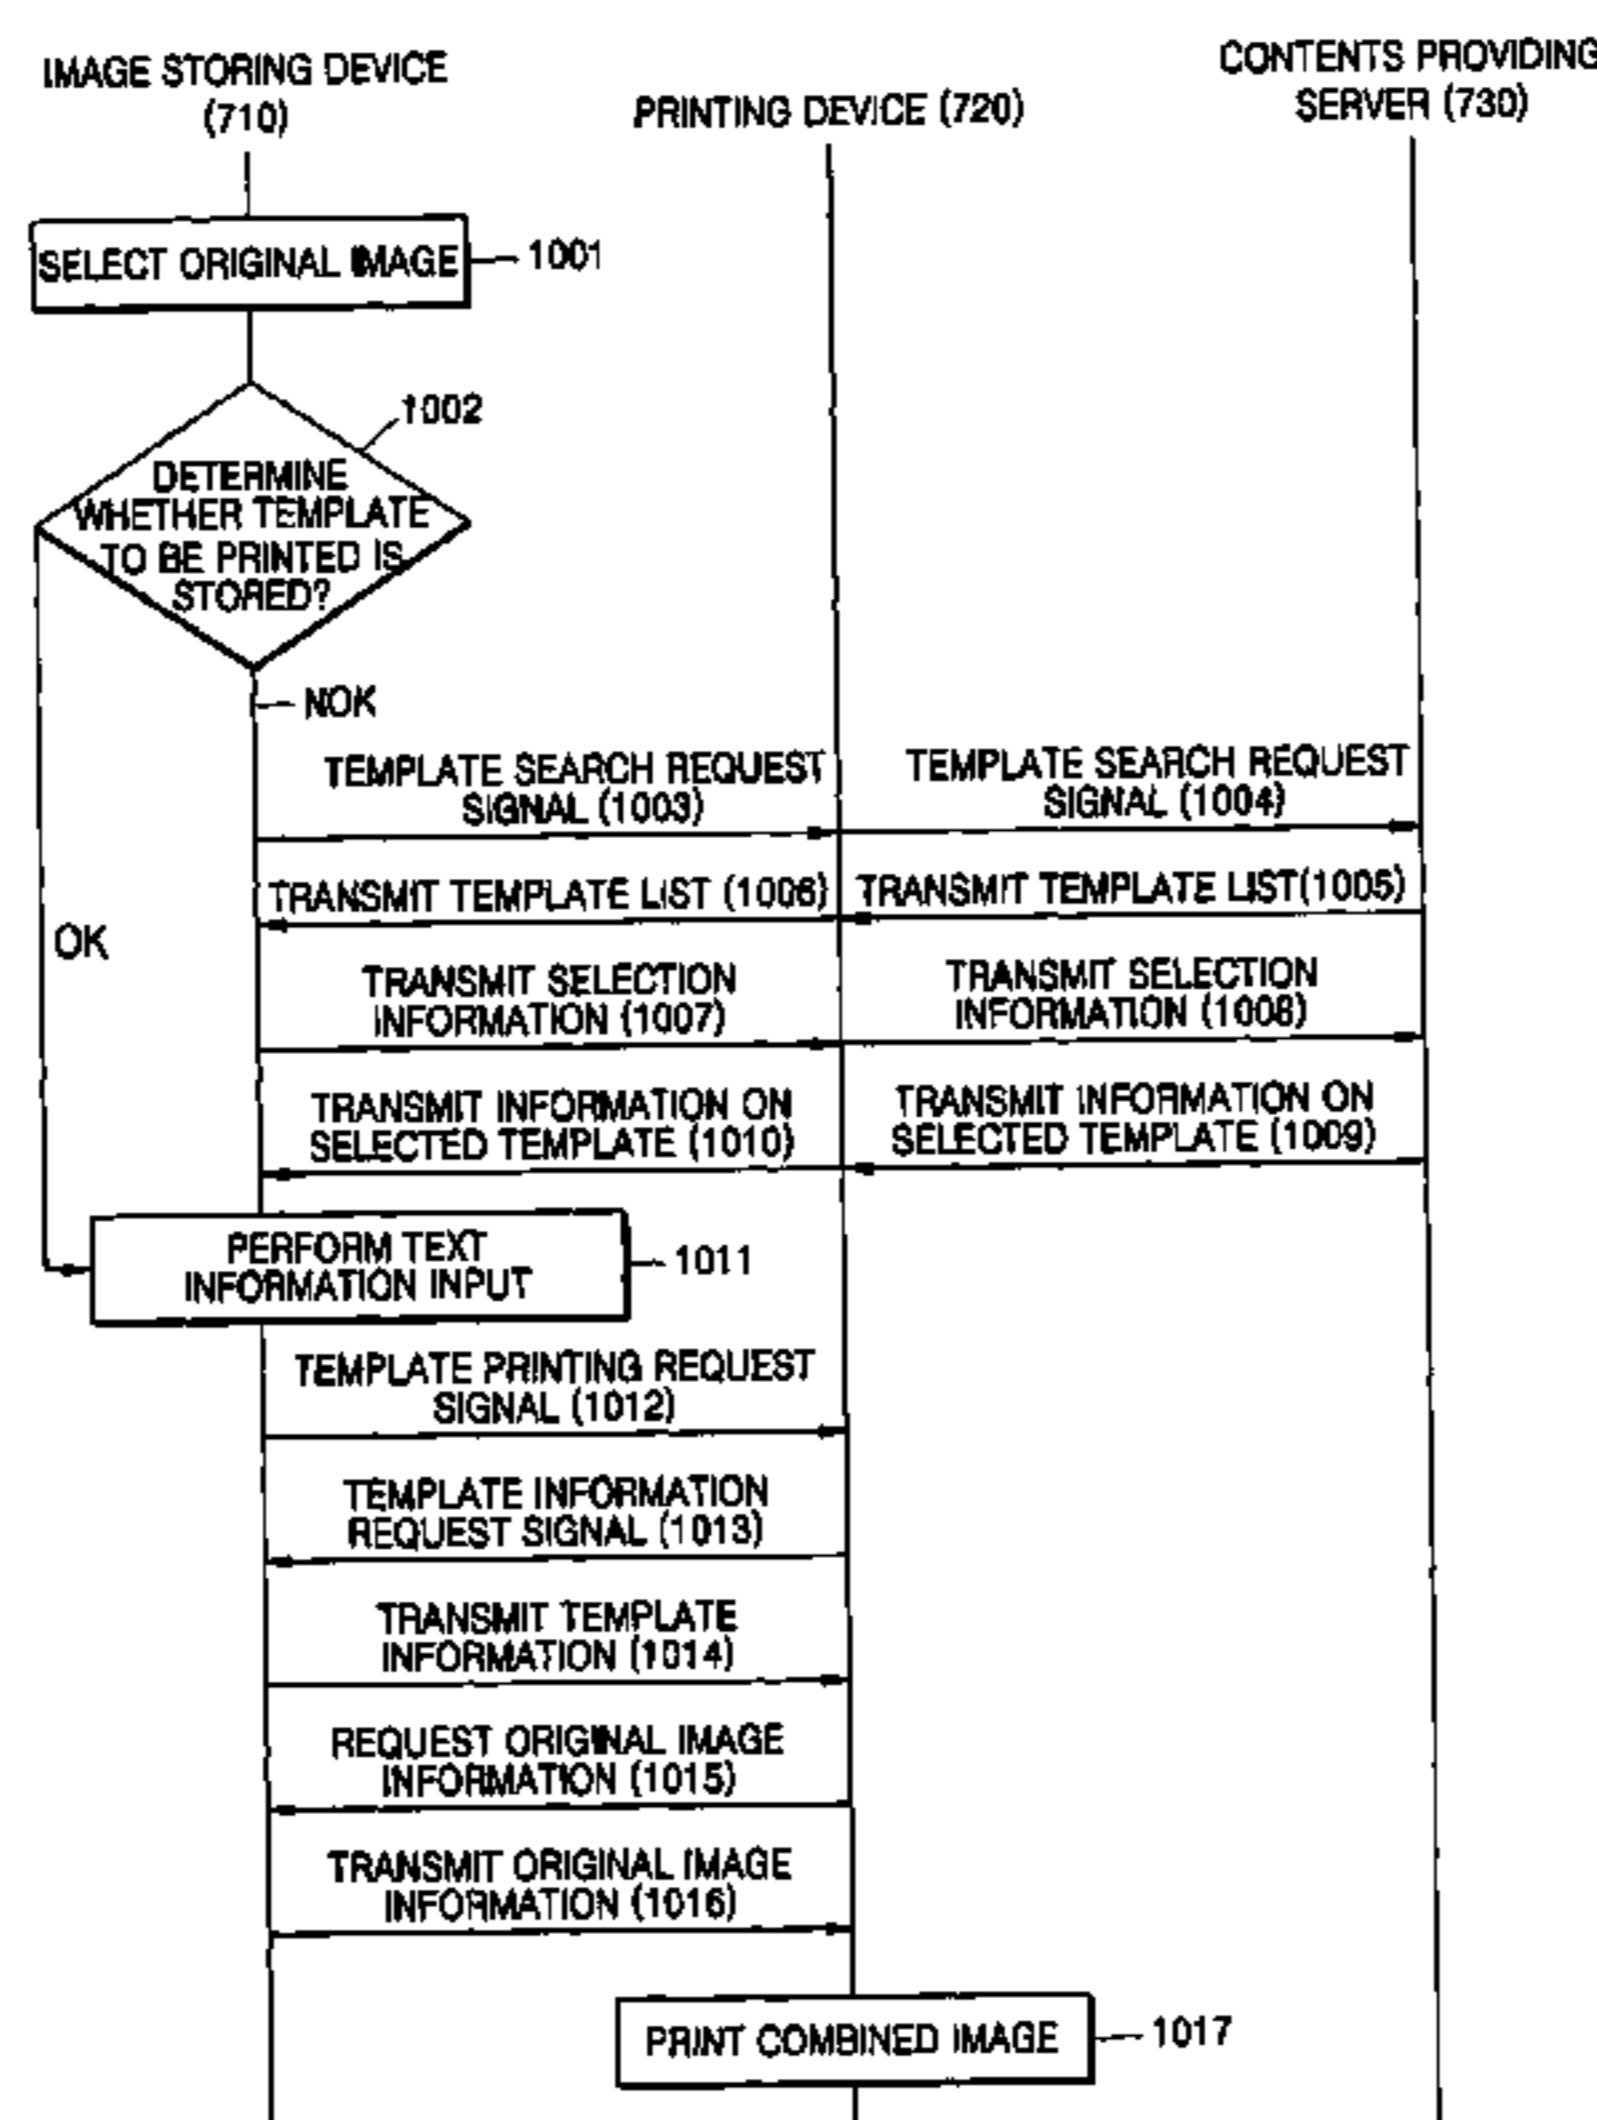 IMAGE STORING DEVICE
(710)
PRINTING DEVICE (720)
CONTENTS PROVIDING
SERVER (730)
SELECT ORIGINAL IMAGE
1001
1002
DETERMINE
WHETHER TEMPLATE
TO BE PRINTED IS
STORED?
NOK
TEMPLATE SEARCH REQUEST
SIGNAL (1003)
TEMPLATE SEARCH REQUEST
SIGNAL (1004)
TRANSMIT TEMPLATE LIST (1006)
TRANSMIT TEMPLATE LIST(1005)
OK
TRANSMIT SELECTION
INFORMATION (1007)
TRANSMIT SELECTION
INFORMATION (1008)
TRANSMIT INFORMATION ON
SELECTED TEMPLATE (1010)
TRANSMIT INFORMATION ON
SELECTED TEMPLATE (1009)
PERFORM TEXT
INFORMATION INPUT
1011
TEMPLATE PRINTING REQUEST
SIGNAL (1012)
TEMPLATE INFORMATION
REQUEST SIGNAL (1013)
TRANSMIT TEMPLATE
INFORMATION (1014)
REQUEST ORIGINAL IMAGE
INFORMATION (1015)
TRANSMIT ORIGINAL IMAGE
INFORMATION (1016)
PRINT COMBINED IMAGE
1017